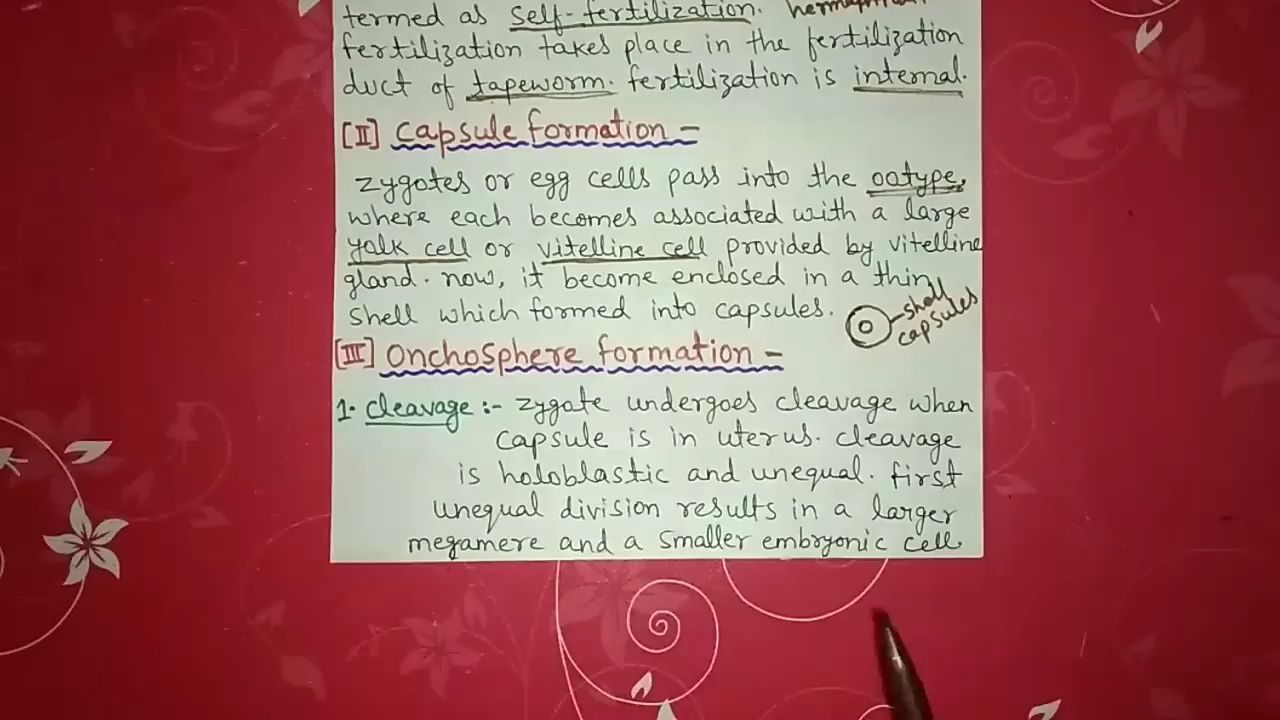 termed as self-fertilization.
fertilization takes place in the fertilization
duct of tapeworm. fertilization is internal.
[II] Capsule formation -
zygotes or egg cells pass into the ootype,
where each becomes associated with a large
yalk cell or vitelline cell provided by vitelline
gland. now, it become enclosed in a thin
shell which formed into capsules.
shell
capsules
[III] Onchosphere formation -
1. cleavage :- zygate undergoes cleavage when
capsule is in uterus. cleavage
is holoblastic and unequal. first
unequal division results in a larger
megamere and a smaller embryonic cell.